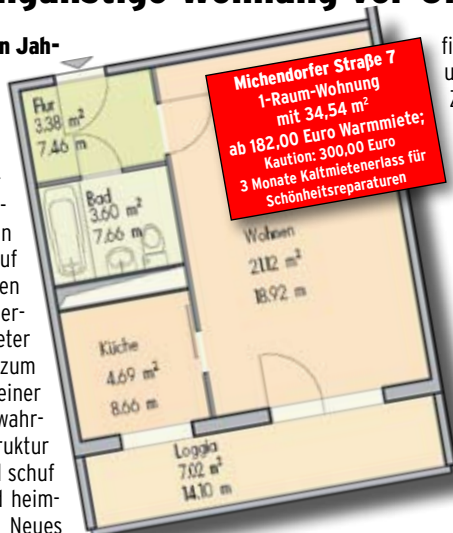 günstige Wohnung vor
n Jah-
fi
u
Z
Michendorfer Straße 7
1-Raum-Wohnung
mit 34,54 m²
ab 182,00 Euro Warmmiete;
Kaution: 300,00 Euro
3 Monate Kaltmietenerlass für
Schönheitsreparaturen
Flur
3.38 m²
7.46 m
Bad
3.60 m²
7.66 m
Wohnen
21.12 m²
18.92 m
Küche
4.69 m²
8.66 m
Loggia
7.02 m²
14.10 m
-
n
uf
en
er-
eter
zum
einer
wahr-
ruktur
schuf
heim-
Neues